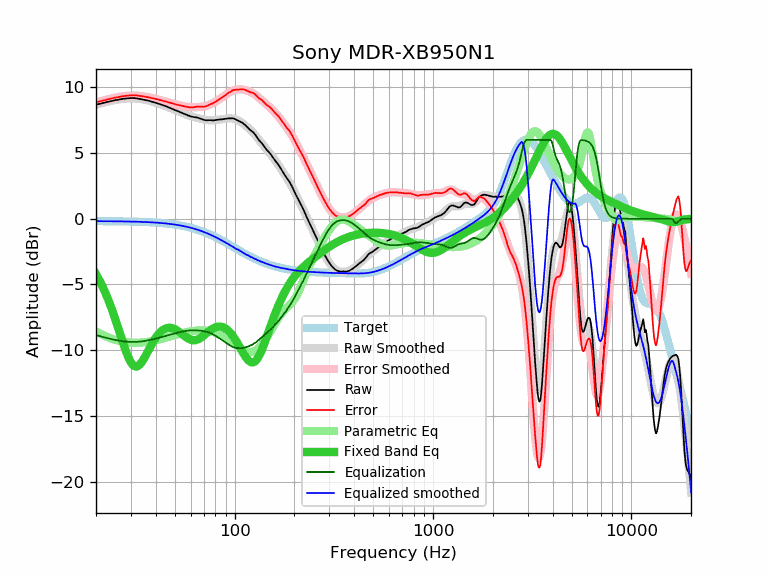 Sony MDR-XB950N1
Amplitude (dBr)
10
5
0
−5
−10
−15
−20
Target
Raw Smoothed
Error Smoothed
Raw
Error
Parametric Eq
Fixed Band Eq
Equalization
Equalized smoothed
100
1000
10000
Frequency (Hz)